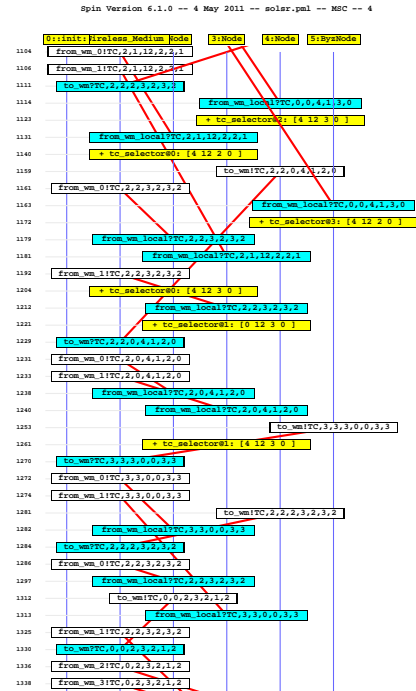 Spin Version 6.1.0 -- 4 May 2011 -- solsr.pml -- MSC -- 4
0::init: Wireless_Medium Node 3:Node 4:Node 5:ByzNode
1104 from_wm_0!TC,2,1,12,2,2,1
1106 from_wm_1!TC,2,1,12,2,2,1
1111 to_wm?TC,2,2,2,3,2,3,2
1114 from_wm_local?TC,0,0,4,1,3,0
1123 + tc_selector@2: [4 12 3 0 ]
1131 from_wm_local?TC,2,1,12,2,2,1
1140 + tc_selector@0: [4 12 2 0 ]
1159 to_wm!TC,2,2,0,4,1,2,0
1161 from_wm_0!TC,2,2,3,2,3,2
1163 from_wm_local?TC,0,0,4,1,3,0
1172 + tc_selector@3: [4 12 2 0 ]
1179 from_wm_local?TC,2,2,3,2,3,2
1181 from_wm_local?TC,2,1,12,2,2,1
1192 from_wm_1!TC,2,2,3,2,3,2
1204 + tc_selector@0: [4 12 3 0 ]
1212 from_wm_local?TC,2,2,3,2,3,2
1221 + tc_selector@1: [0 12 3 0 ]
1229 to_wm?TC,2,2,0,4,1,2,0
1231 from_wm_0!TC,2,0,4,1,2,0
1233 from_wm_1!TC,2,0,4,1,2,0
1238 from_wm_local?TC,2,0,4,1,2,0
1240 from_wm_local?TC,2,0,4,1,2,0
1253 to_wm!TC,3,3,3,0,0,3,3
1261 + tc_selector@1: [4 12 3 0 ]
1270 to_wm?TC,3,3,3,0,0,3,3
1272 from_wm_0!TC,3,3,0,0,3,3
1274 from_wm_1!TC,3,3,0,0,3,3
1281 to_wm!TC,2,2,2,3,2,3,2
1282 from_wm_local?TC,3,3,0,0,3,3
1284 to_wm?TC,2,2,2,3,2,3,2
1286 from_wm_0!TC,2,2,3,2,3,2
1297 from_wm_local?TC,2,2,3,2,3,2
1312 to_wm!TC,0,0,2,3,2,1,2
1313 from_wm_local?TC,3,3,0,0,3,3
1325 from_wm_1!TC,2,2,3,2,3,2
1330 to_wm?TC,0,0,2,3,2,1,2
1336 from_wm_2!TC,0,2,3,2,1,2
1338 from_wm_3!TC,0,2,3,2,1,2